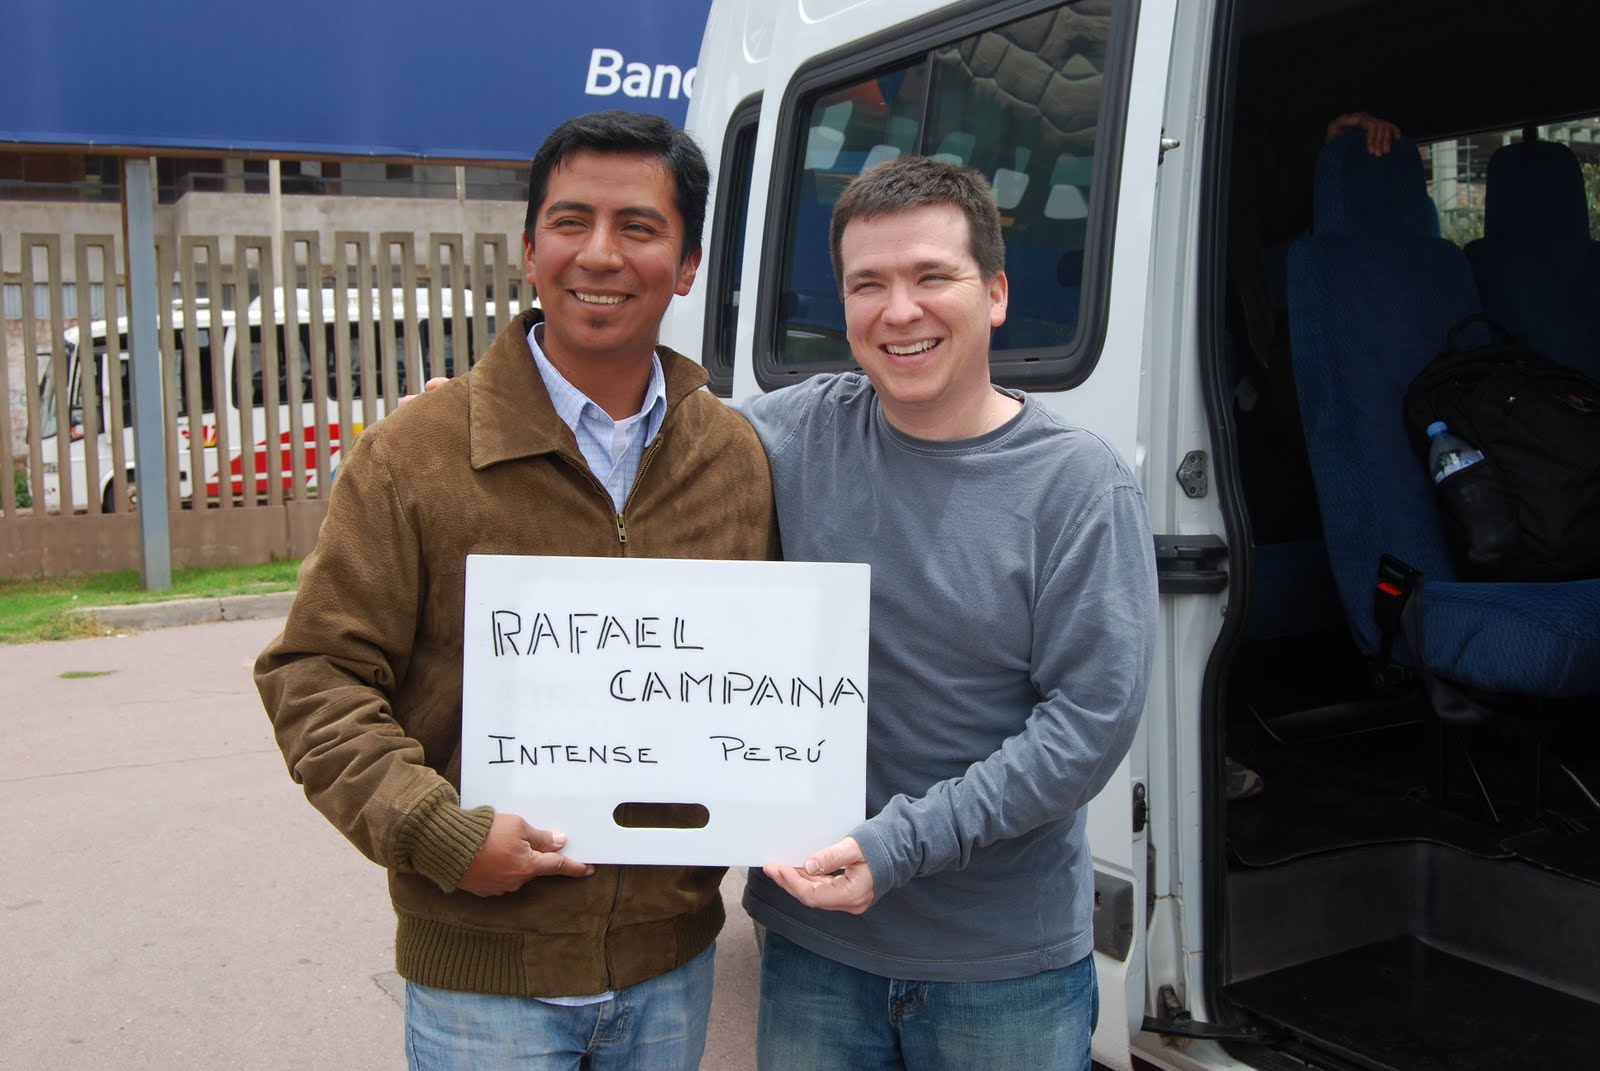 Banc
RAFAEL
CAMPANA
INTENSE PERÚ